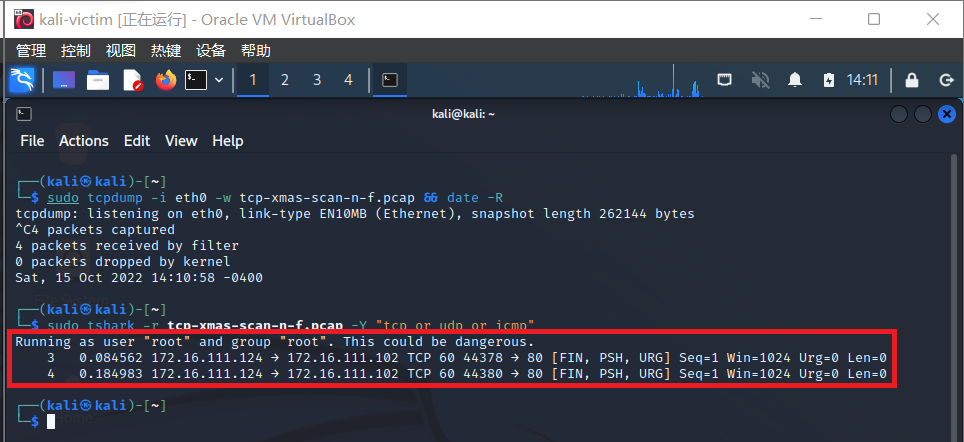 kali-victim [正在运行] - Oracle VM VirtualBox
管理 控制 视图 热键 设备 帮助
1 2 3 4 14:11
kali@kali: ~
File Actions Edit View Help
┌──(kali㉿kali)-[~]
└─$ sudo tcpdump -i eth0 -w tcp-xmas-scan-n-f.pcap && date -R
tcpdump: listening on eth0, link-type EN10MB (Ethernet), snapshot length 262144 bytes
^C4 packets captured
4 packets received by filter
0 packets dropped by kernel
Sat, 15 Oct 2022 14:10:58 -0400
┌──(kali㉿kali)-[~]
└─$ sudo tshark -r tcp-xmas-scan-n-f.pcap -Y "tcp or udp or icmp"
Running as user "root" and group "root". This could be dangerous.
3 0.084562 172.16.111.124 → 172.16.111.102 TCP 60 44378 → 80 [FIN, PSH, URG] Seq=1 Win=1024 Urg=0 Len=0
4 0.184983 172.16.111.124 → 172.16.111.102 TCP 60 44380 → 80 [FIN, PSH, URG] Seq=1 Win=1024 Urg=0 Len=0
┌──(kali㉿kali)-[~]
└─$
Home